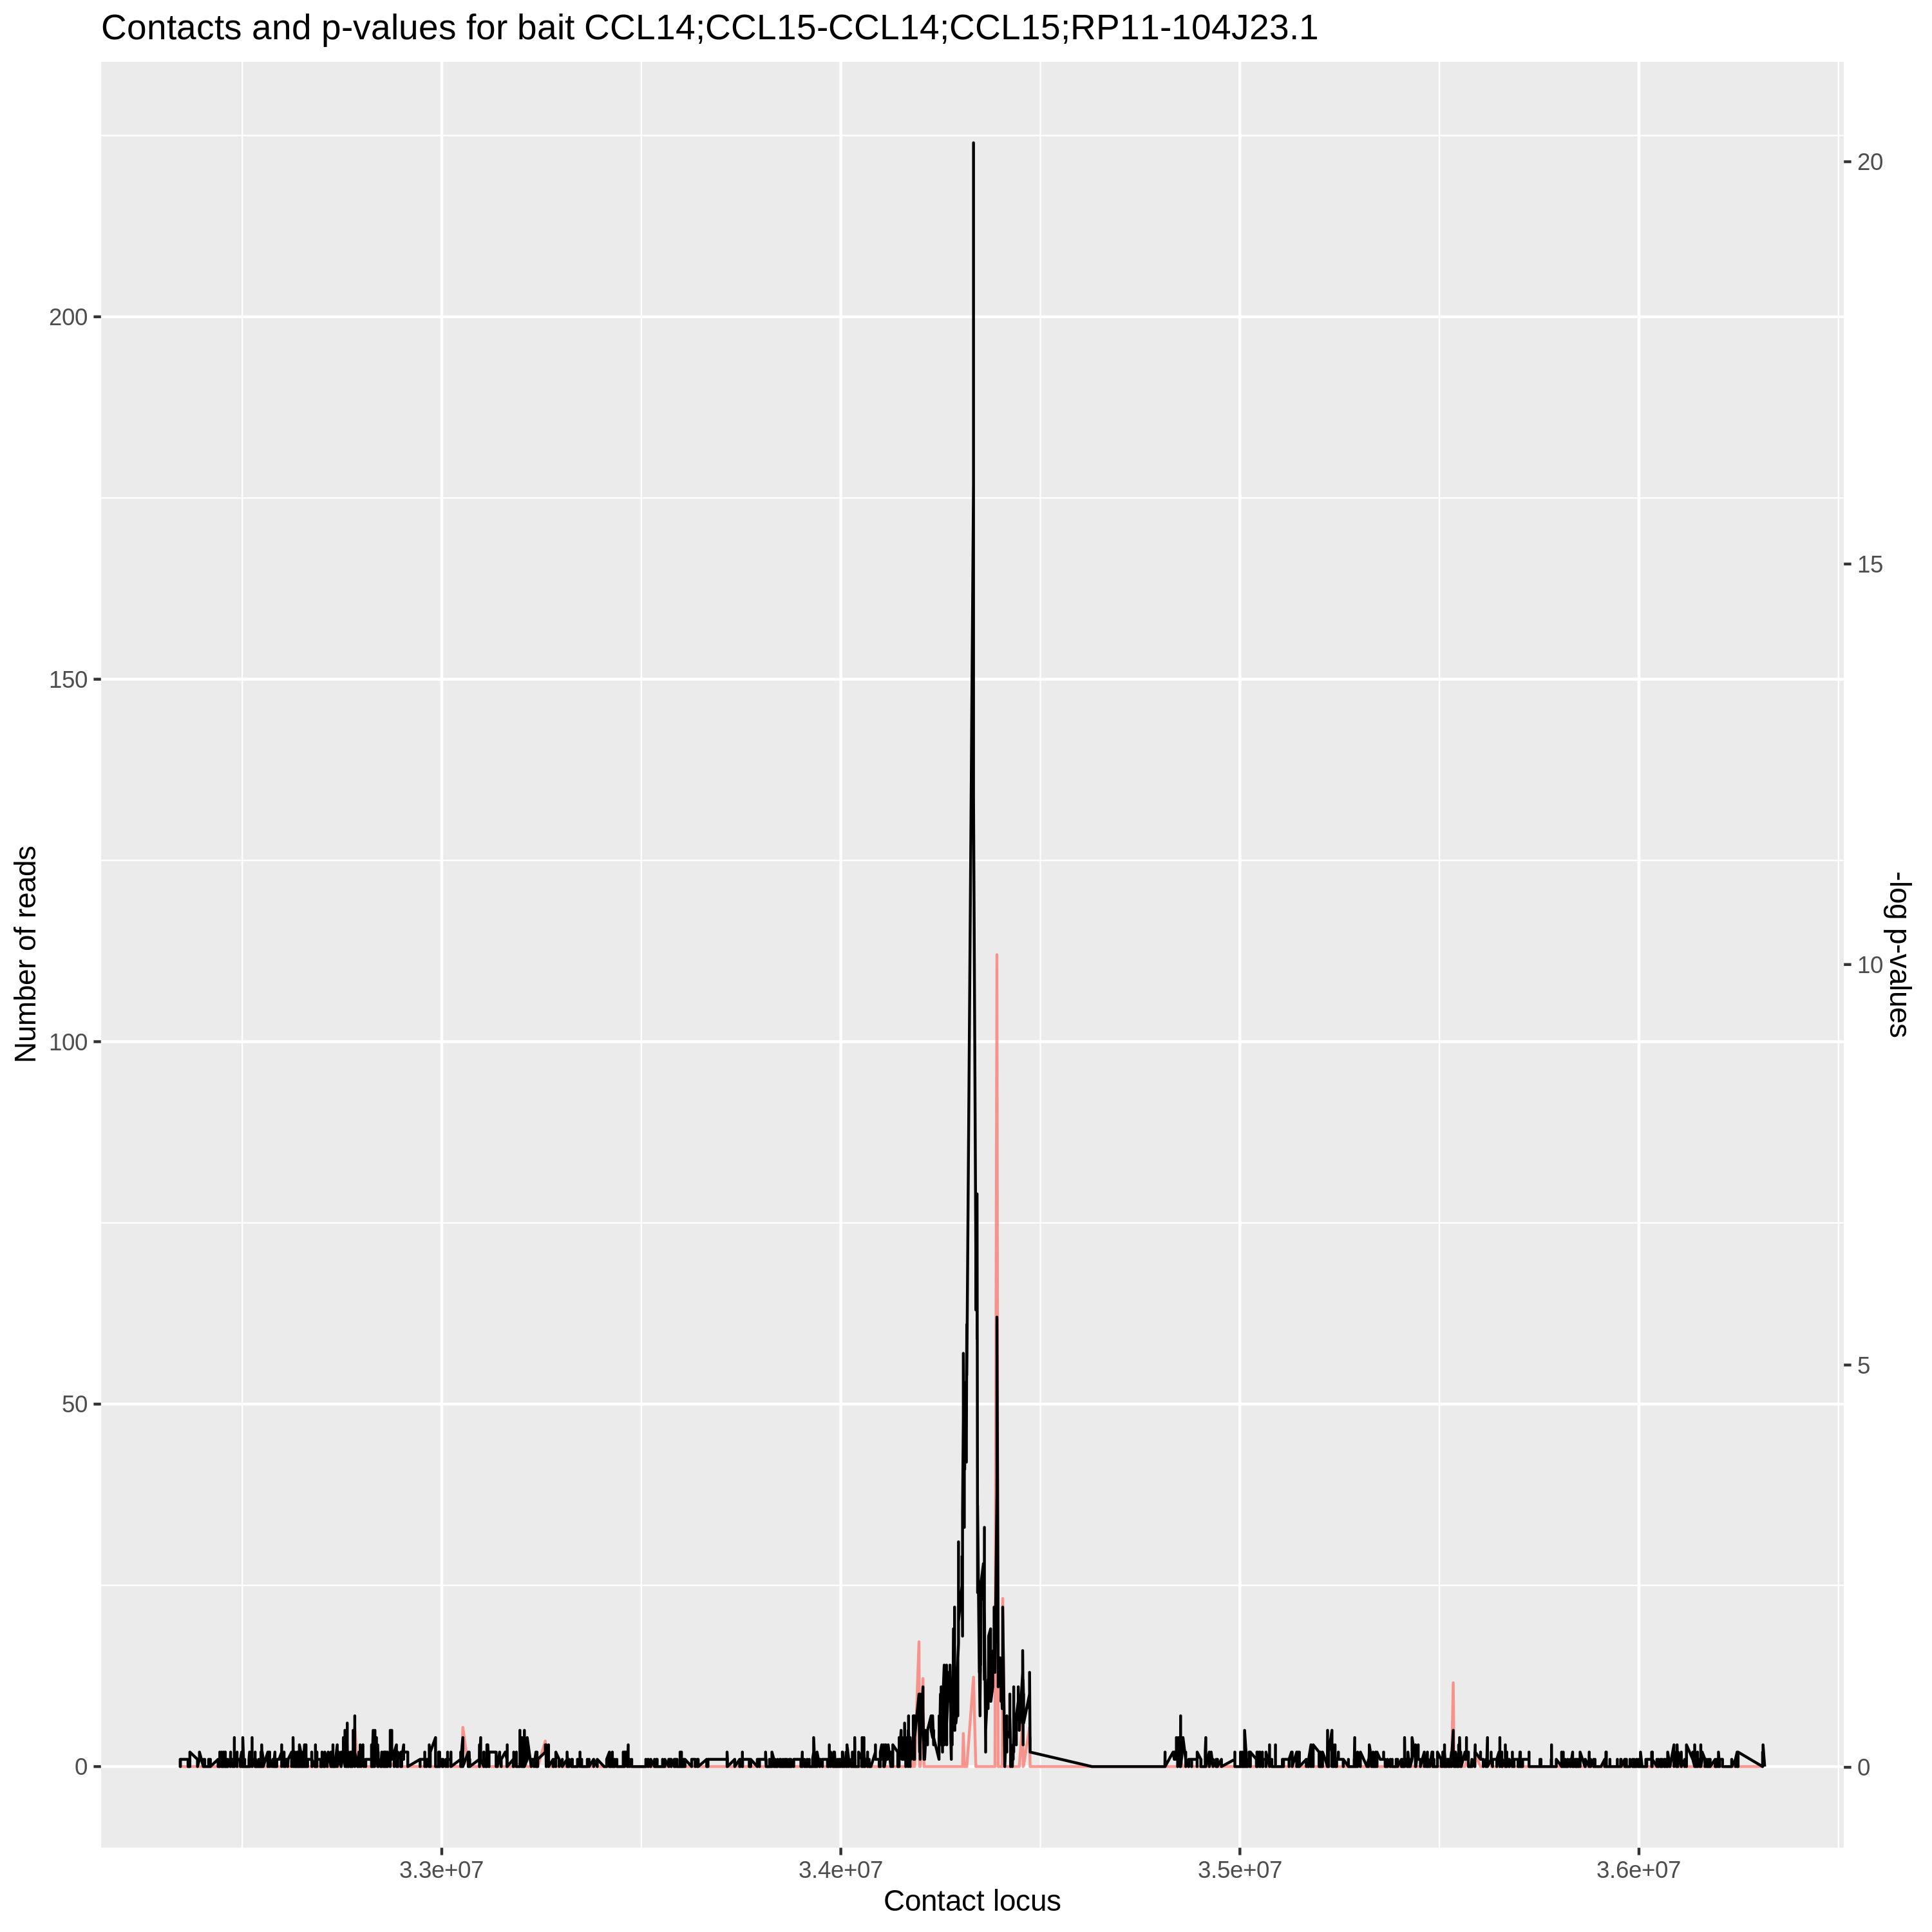 Contacts and p-values for bait CCL14;CCL15-CCL14;CCL15;RP11-104J23.1
200
150
100
50
0
Number of reads
20
15
10
5
0
-log p-values
3.3e+07
3.4e+07
3.5e+07
3.6e+07
Contact locus